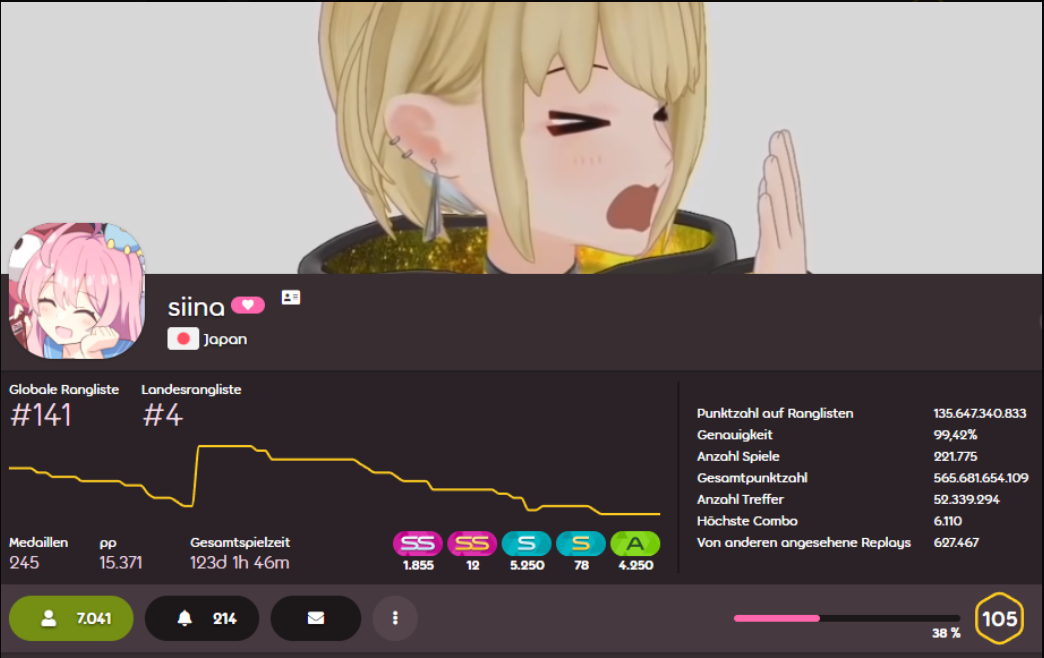 siina
Japan
Globale Rangliste
#141
Landesrangliste
#4
Medaillen
245
pp
15.371
Gesamtspielzeit
123d 1h 46m
SS
1.855
SS
12
S
5.250
S
78
A
4.250
Punktzahl auf Ranglisten 135.647.340.833
Genauigkeit 99,42%
Anzahl Spiele 221.775
Gesamtpunktzahl 565.681.654.109
Anzahl Treffer 52.339.294
Höchste Combo 6.110
Von anderen angesehene Replays 627.467
7.041
214
38 %
105